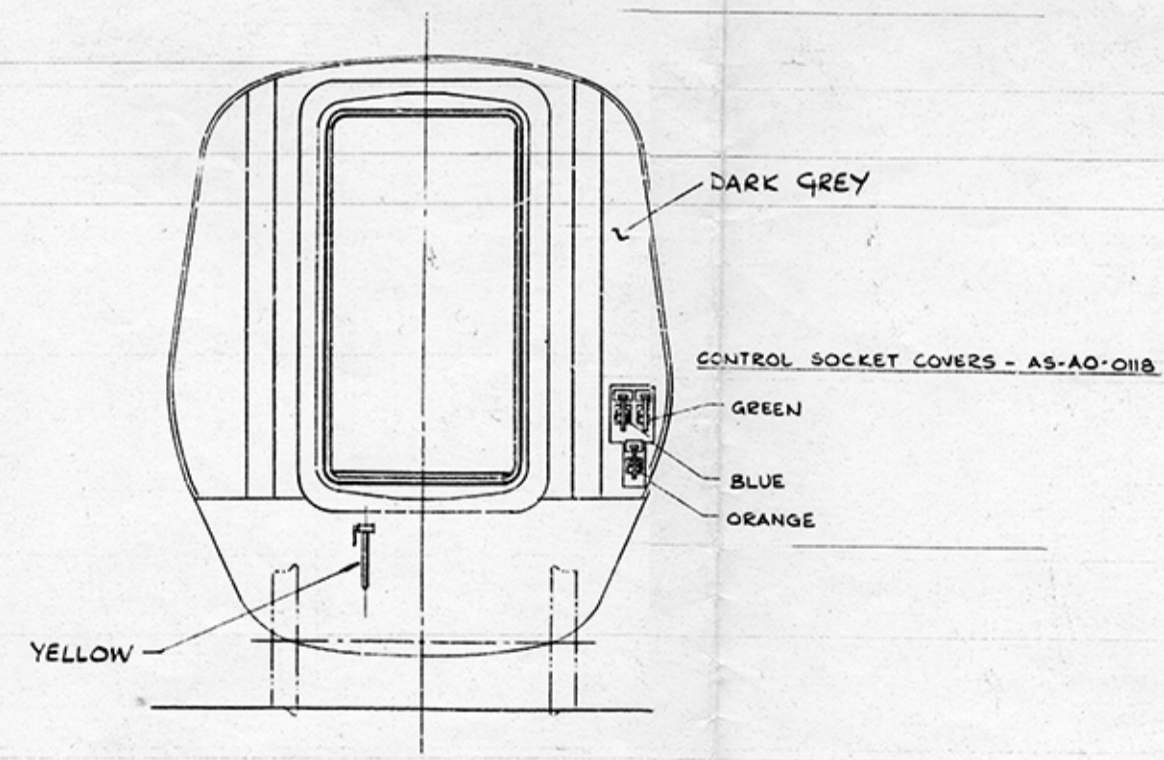 DARK GREY
CONTROL SOCKET COVERS - AS-AO-0118
GREEN
BLUE
ORANGE
YELLOW